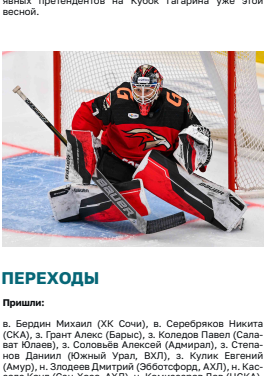 явных претендентов на Кубок Гагарина уже этой
весной.
BAUER
ПЕРЕХОДЫ
Пришли:
в. Бердин Михаил (ХК Сочи), в. Серебряков Никита
(СКА), з. Грант Алекс (Барыс), з. Коледов Павел (Сала-
ват Юлаев), з. Соловьёв Алексей (Адмирал), з. Степа-
нов Даниил (Южный Урал, ВХЛ), з. Кулик Евгений
(Амур), н. Злодеев Дмитрий (Эбботсфорд, АХЛ), н. Кас-